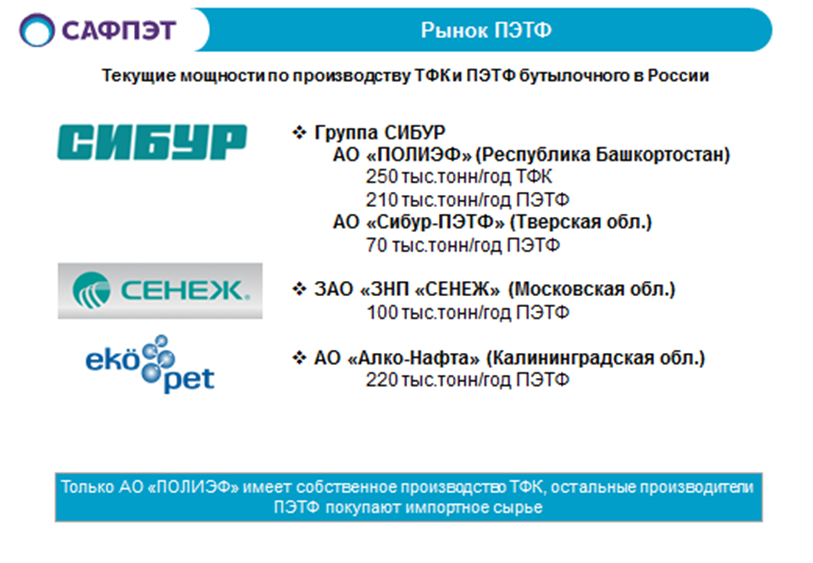 САФПЭТ
Рынок ПЭТФ
Текущие мощности по производству ТФК и ПЭТФ бутылочного в России
СИБУР
❖ Группа СИБУР
АО «ПОЛИЭФ» (Республика Башкортостан)
250 тыс.тонн/год ТФК
210 тыс.тонн/год ПЭТФ
АО «Сибур-ПЭТФ» (Тверская обл.)
70 тыс.тонн/год ПЭТФ
СЕНЕЖ®
❖ ЗАО «ЗНП «СЕНЕЖ» (Московская обл.)
100 тыс.тонн/год ПЭТФ
ekö pet
❖ АО «Алко-Нафта» (Калининградская обл.)
220 тыс.тонн/год ПЭТФ
Только АО «ПОЛИЭФ» имеет собственное производство ТФК, остальные производители
ПЭТФ покупают импортное сырье